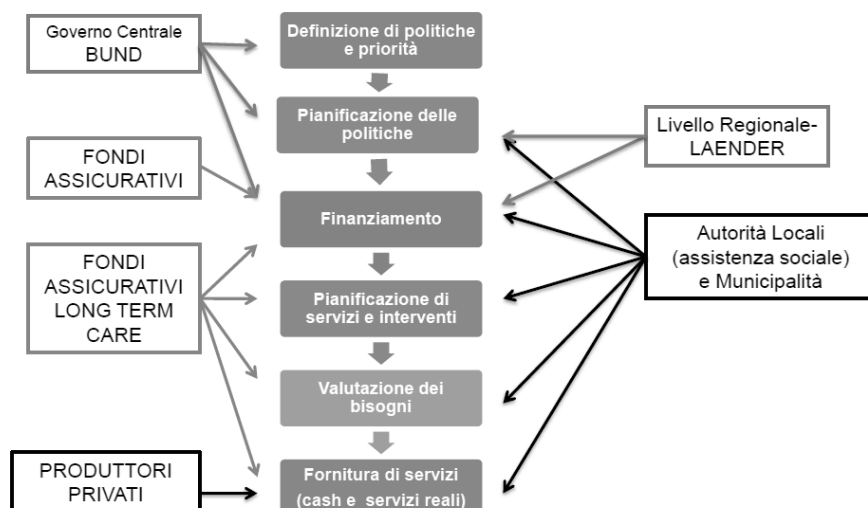 Governo Centrale
BUND
FONDI
ASSICURATIVI
FONDI
ASSICURATIVI
LONG TERM
CARE
PRODUTTORI
PRIVATI
Definizione di politiche
e priorità
Pianificazione delle
politiche
Finanziamento
Pianificazione di
servizi e interventi
Valutazione dei
bisogni
Fornitura di servizi
(cash e servizi reali)
Livello Regionale-
LAENDER
Autorità Locali
(assistenza sociale)
e Municipalità